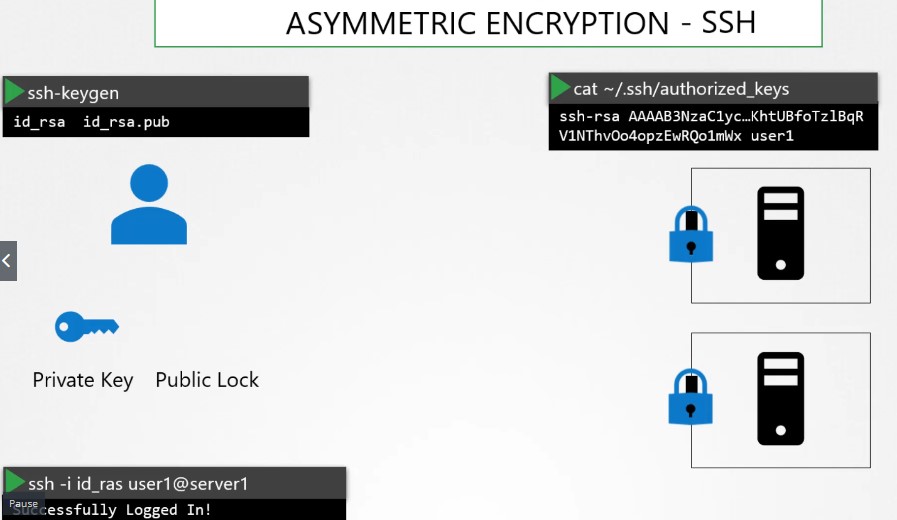 ASYMMETRIC ENCRYPTION - SSH
ssh-keygen
id_rsa  id_rsa.pub
cat ~/.ssh/authorized_keys
ssh-rsa AAAAB3NzaC1yc…KhtUBfoTzlBqR
V1NThvOo4opzEwRQo1mWx user1
Private Key
Public Lock
ssh -i id_ras user1@server1
Successfully Logged In!
Pause